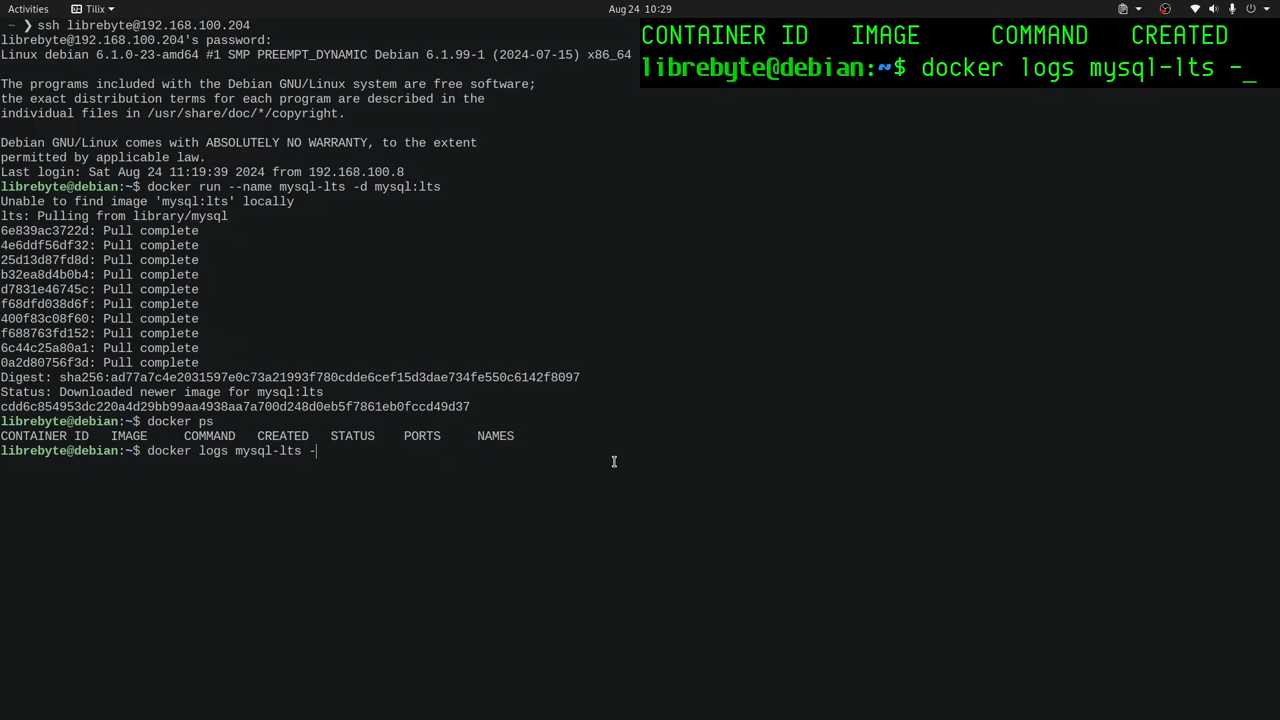 Activities Tilix Aug 24 10:29
~ ❯ ssh librebyte@192.168.100.204
librebyte@192.168.100.204's password:
Linux debian 6.1.0-23-amd64 #1 SMP PREEMPT_DYNAMIC Debian 6.1.99-1 (2024-07-15) x86_64
The programs included with the Debian GNU/Linux system are free software;
the exact distribution terms for each program are described in the
individual files in /usr/share/doc/*/copyright.
Debian GNU/Linux comes with ABSOLUTELY NO WARRANTY, to the extent
permitted by applicable law.
Last login: Sat Aug 24 11:19:39 2024 from 192.168.100.8
librebyte@debian:~$ docker run --name mysql-lts -d mysql:lts
Unable to find image 'mysql:lts' locally
lts: Pulling from library/mysql
6e839ac3722d: Pull complete
4e6ddf56df32: Pull complete
25d13d87fd8d: Pull complete
b32ea8d4b0b4: Pull complete
d7831e46745c: Pull complete
f68dfd038d6f: Pull complete
400f83c08f60: Pull complete
f688763fd152: Pull complete
6c44c25a80a1: Pull complete
0a2d80756f3d: Pull complete
Digest: sha256:ad77a7c4e2031597e0c73a21993f780cdde6cef15d3dae734fe550c6142f8097
Status: Downloaded newer image for mysql:lts
cdd6c854953dc220a4d29bb99aa4938aa7a700d248d0eb5f7861eb0fccd49d37
librebyte@debian:~$ docker ps
CONTAINER ID IMAGE COMMAND CREATED STATUS PORTS NAMES
librebyte@debian:~$ docker logs mysql-lts -
CONTAINER ID IMAGE COMMAND CREATED
librebyte@debian:~$ docker logs mysql-lts -_